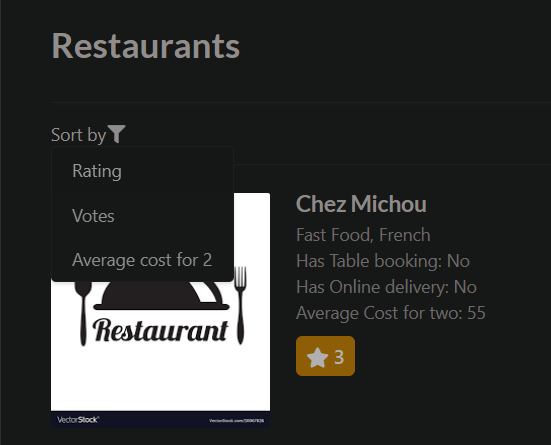 Restaurants
Sort by
Rating
Votes
Average cost for 2
Restaurant
VectorStock®
VectorStock.com/58907626
Chez Michou
Fast Food, French
Has Table booking: No
Has Online delivery: No
Average Cost for two: 55
3